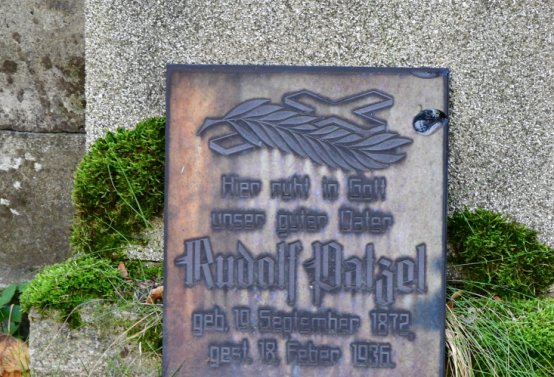 Hier ruht in Gott
unser guter Vater
Rudolf Patzel
geb. 10. September 1872
gest. 18. Feber 1936.